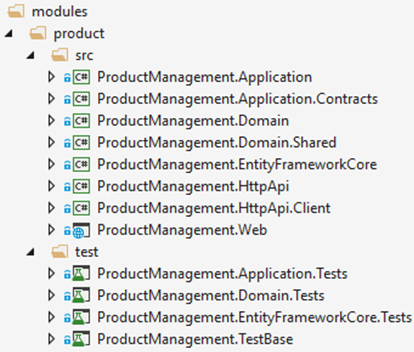 modules
product
src
C# ProductManagement.Application
C# ProductManagement.Application.Contracts
C# ProductManagement.Domain
C# ProductManagement.Domain.Shared
C# ProductManagement.EntityFrameworkCore
C# ProductManagement.HttpApi
C# ProductManagement.HttpApi.Client
ProductManagement.Web
test
ProductManagement.Application.Tests
ProductManagement.Domain.Tests
ProductManagement.EntityFrameworkCore.Tests
ProductManagement.TestBase